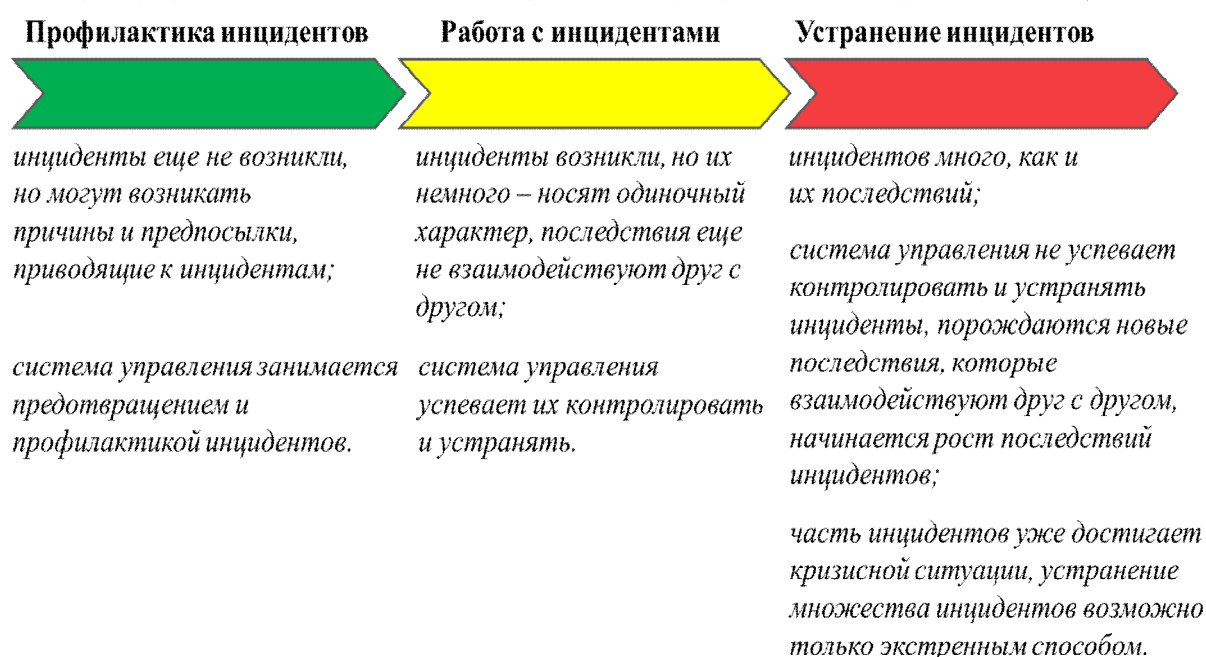 Профилактика инцидентов
инциденты еще не возникли,
но могут возникать
причины и предпосылки,
приводящие к инцидентам;
система управления занимается
предотвращением и
профилактикой инцидентов.
Работа с инцидентами
инциденты возникли, но их
немного – носят одиночный
характер, последствия еще
не взаимодействуют друг с
другом;
система управления
успевает их контролировать
и устранять.
Устранение инцидентов
инцидентов много, как и
их последствий;
система управления не успевает
контролировать и устранять
инциденты, порождаются новые
последствия, которые
взаимодействуют друг с другом,
начинается рост последствий
инцидентов;
часть инцидентов уже достигает
кризисной ситуации, устранение
множества инцидентов возможно
только экстренным способом.